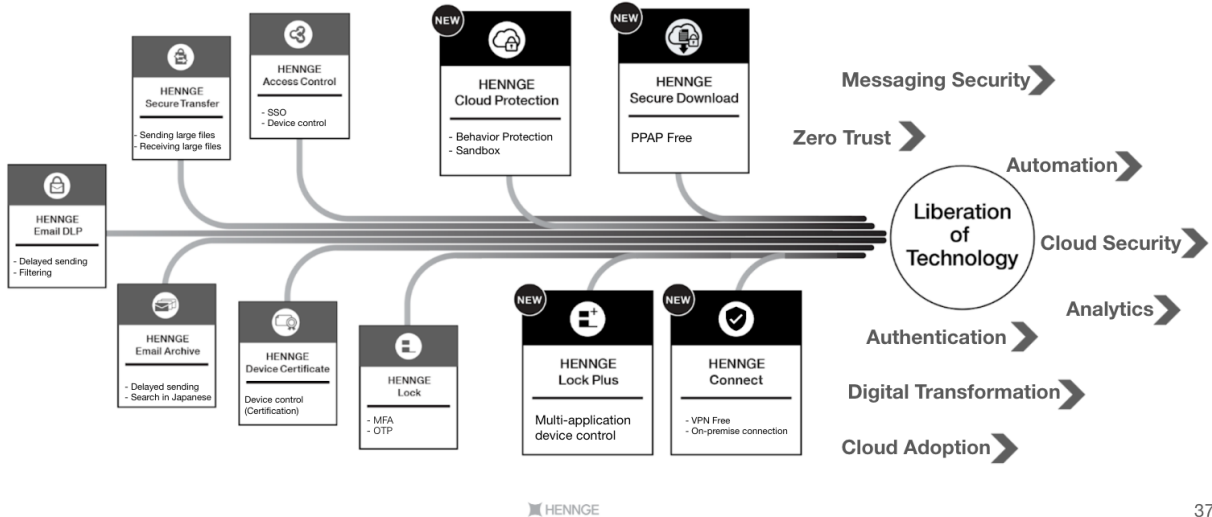 HENNGE
Email DLP
- Delayed sending
- Filtering
HENNGE
Secure Transfer
- Sending large files
- Receiving large files
HENNGE
Access Control
- SSO
- Device control
NEW
HENNGE
Cloud Protection
- Behavior Protection
- Sandbox
NEW
HENNGE
Secure Download
PPAP Free
HENNGE
Email Archive
- Delayed sending
- Search in Japanese
HENNGE
Device Certificate
Device control
(Certification)
HENNGE
Lock
- MFA
- OTP
NEW
HENNGE
Lock Plus
Multi-application
device control
NEW
HENNGE
Connect
- VPN Free
- On-premise connection
Liberation
of
Technology
Messaging Security
Zero Trust
Automation
Cloud Security
Analytics
Authentication
Digital Transformation
Cloud Adoption
HENNGE
37